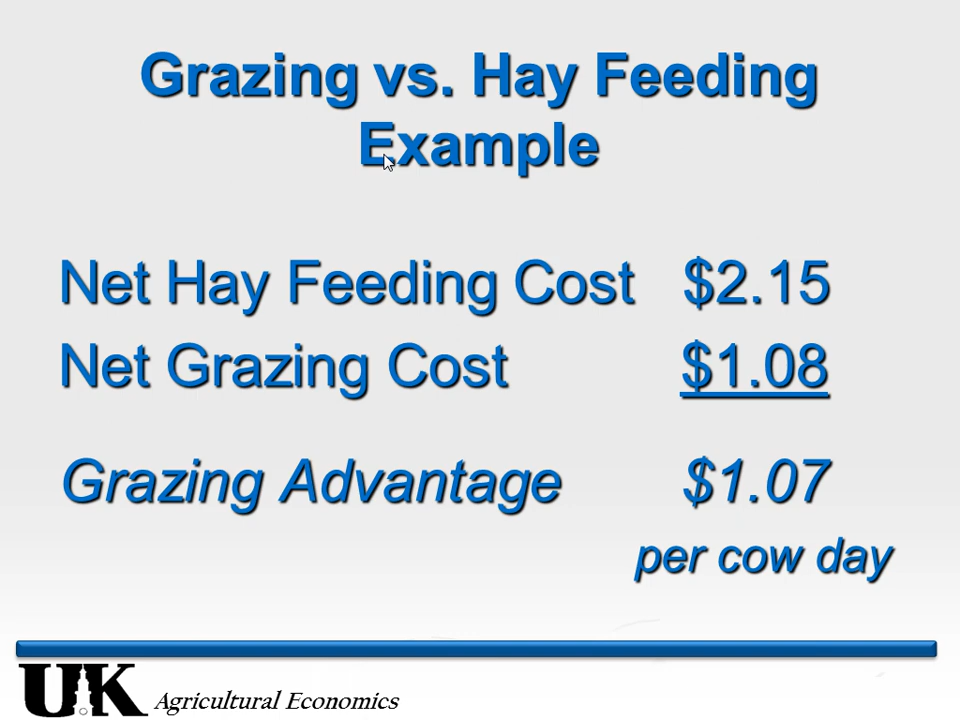 Grazing vs. Hay Feeding
Example
Net Hay Feeding Cost $2.15
Net Grazing Cost $1.08
Grazing Advantage $1.07
per cow day
UK Agricultural Economics